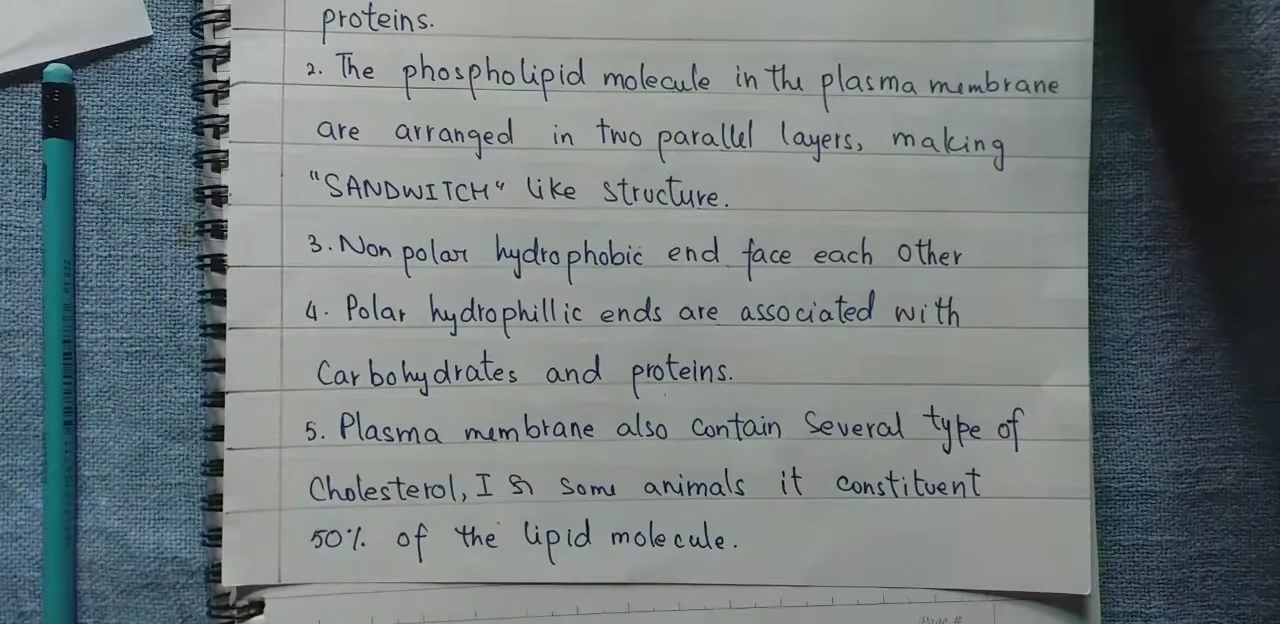 proteins.
2. The phospholipid molecule in the plasma membrane
are arranged in two parallel layers, making
"SANDWITCH" like structure.
3. Non polar hydrophobic end face each other
4. Polar hydrophillic ends are associated with
Carbohydrates and proteins.
5. Plasma membrane also contain Several type of
Cholesterol, I some animals it constituent
50% of the lipid molecule.
Page #